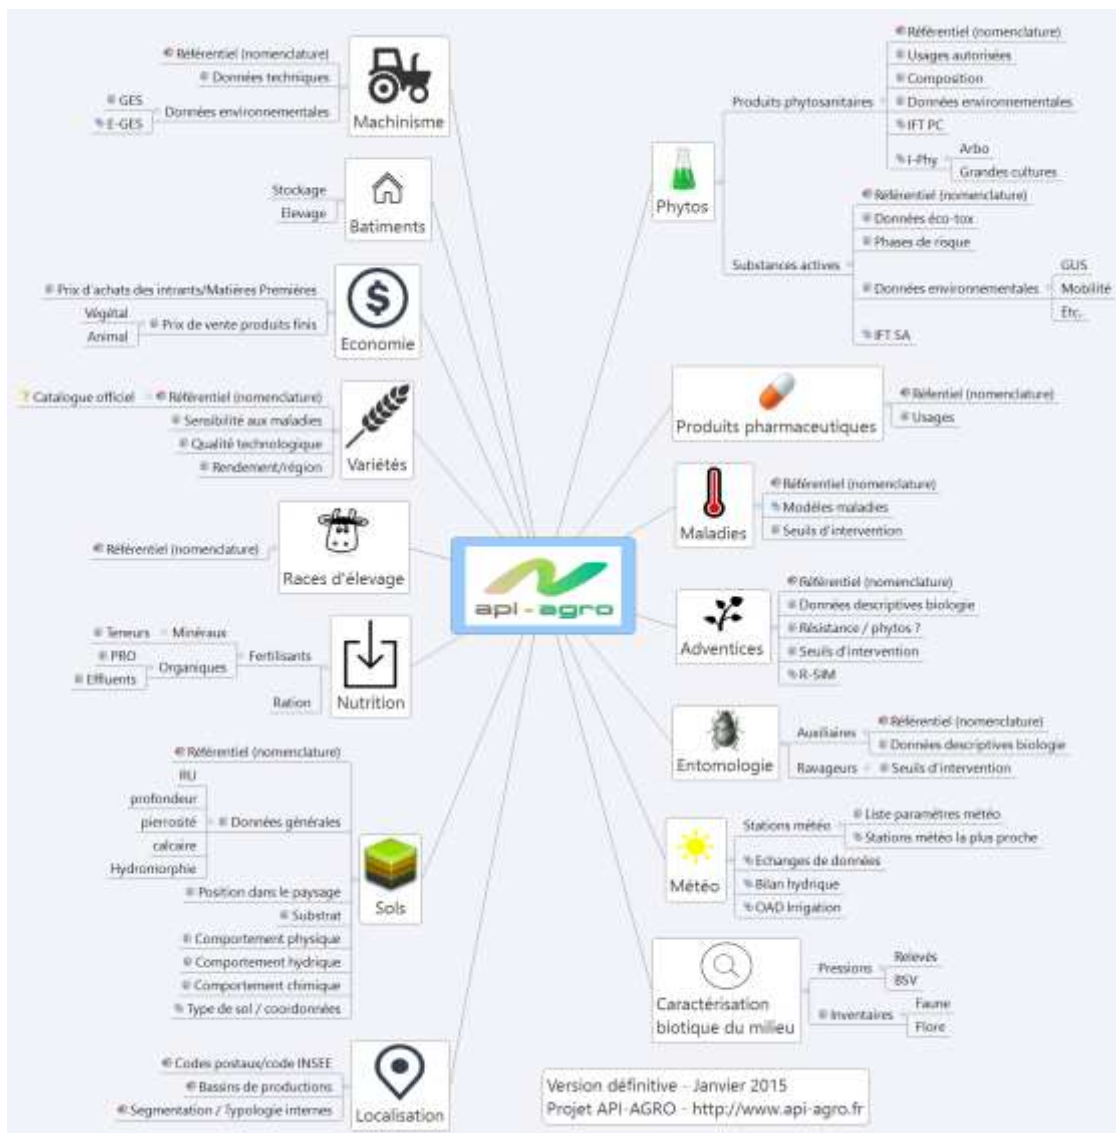 Référentiel (nomenclature)
Données techniques
GES
E-GES
Données environnementales
Machinisme
Stockage
Elevage
Batiments
Prix d'achats des intrants/Matières Premières
Végétal
Animal
Prix de vente produits finis
Economie
? Catalogue officiel
Référentiel (nomenclature)
Sensibilité aux maladies
Qualité technologique
Rendement/région
Variétés
Référentiel (nomenclature)
Races d'élevage
Teneurs
Minéraux
PRO
Effluents
Organiques
Fertilisants
Ration
Nutrition
Référentiel (nomenclature)
RU
profondeur
pierrosité
calcaire
Hydromorphie
Données générales
Position dans le paysage
Substrat
Comportement physique
Comportement hydrique
Comportement chimique
Type de sol / coordonnées
Sols
Codes postaux/code INSEE
Bassins de productions
Segmentation / Typologie internes
Localisation
api-agro
Phytos
Produits phytosanitaires
Référentiel (nomenclature)
Usages autorisées
Composition
Données environnementales
IFT PC
I-Phy
Arbo
Grandes cultures
Substances actives
Référentiel (nomenclature)
Données éco-tox
Phases de risque
Données environnementales
GUS
Mobilité
Etc.
IFT SA
Produits pharmaceutiques
Réfentiel (nomenclature)
Usages
Maladies
Référentiel (nomenclature)
Modèles maladies
Seuils d'intervention
Adventices
Référentiel (nomenclature)
Données descriptives biologie
Résistance / phytos ?
Seuils d'intervention
R-SIM
Entomologie
Auxiliaires
Référentiel (nomenclature)
Données descriptives biologie
Ravageurs
Seuils d'intervention
Météo
Stations météo
Liste paramètres météo
Stations météo la plus proche
Echanges de données
Bilan hydrique
OAD Irrigation
Caractérisation
biotique du milieu
Pressions
Relevés
BSV
Inventaires
Faune
Flore
Version définitive - Janvier 2015
Projet API-AGRO - http://www.api-agro.fr